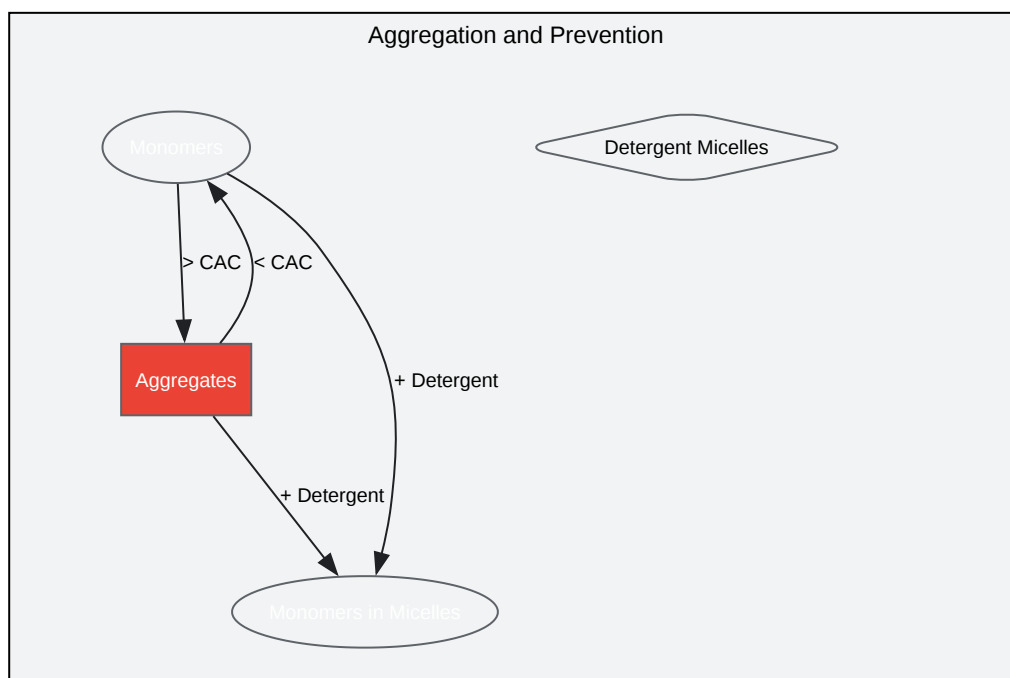 Aggregation and Prevention
Monomers
Detergent Micelles
> CAC
< CAC
Aggregates
+ Detergent
+ Detergent
Monomers in Micelles